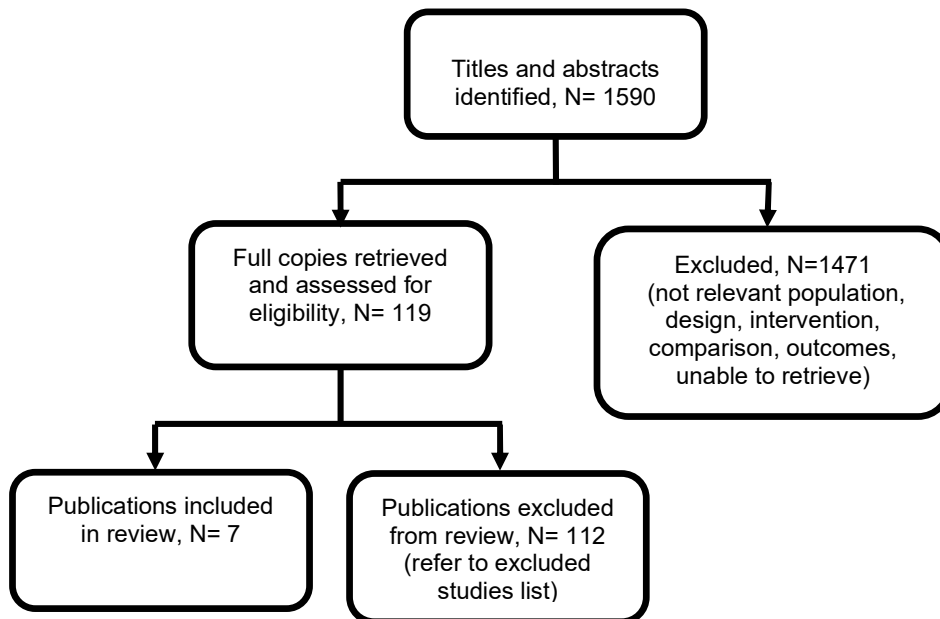 Titles and abstracts
identified, N= 1590
Full copies retrieved
and assessed for
eligibility, N= 119
Excluded, N=1471
(not relevant population,
design, intervention,
comparison, outcomes,
unable to retrieve)
Publications included
in review, N= 7
Publications excluded
from review, N= 112
(refer to excluded
studies list)